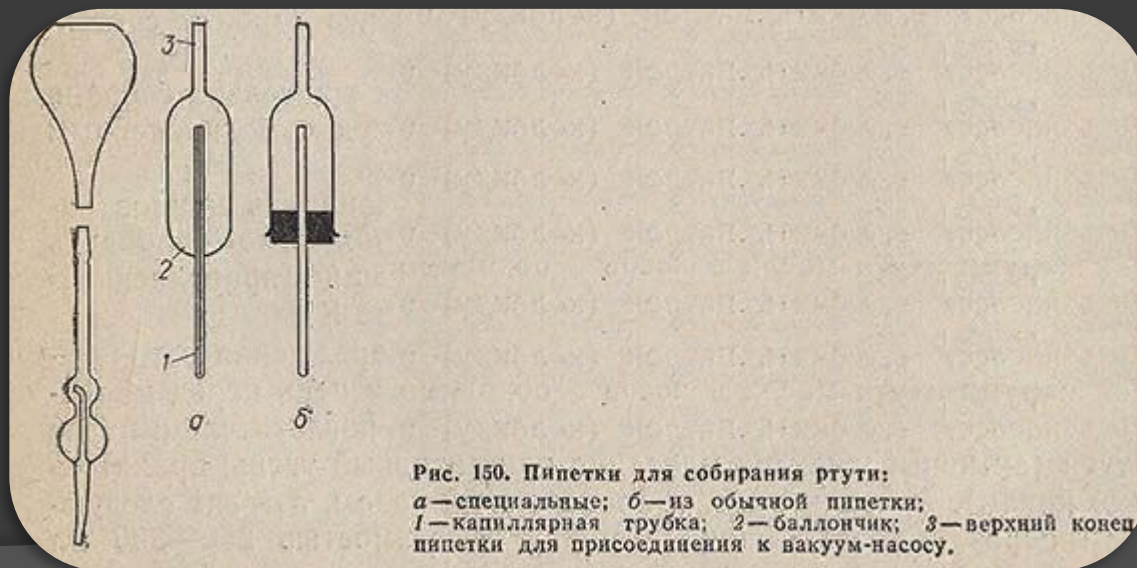 3
2
1
а
б
Рис. 150. Пипетки для собирания ртути:
а—специальные; б—из обычной пипетки;
1—капиллярная трубка; 2—баллончик; 3—верхний конец
пипетки для присоединения к вакуум-насосу.